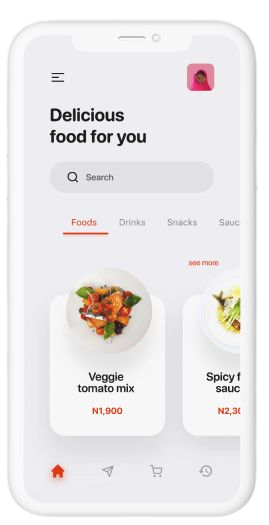 Delicious
food for you
Search
Foods Drinks Snacks Sauc
see more
Veggie
tomato mix
N1,900
Spicy f
sauc
N2,30